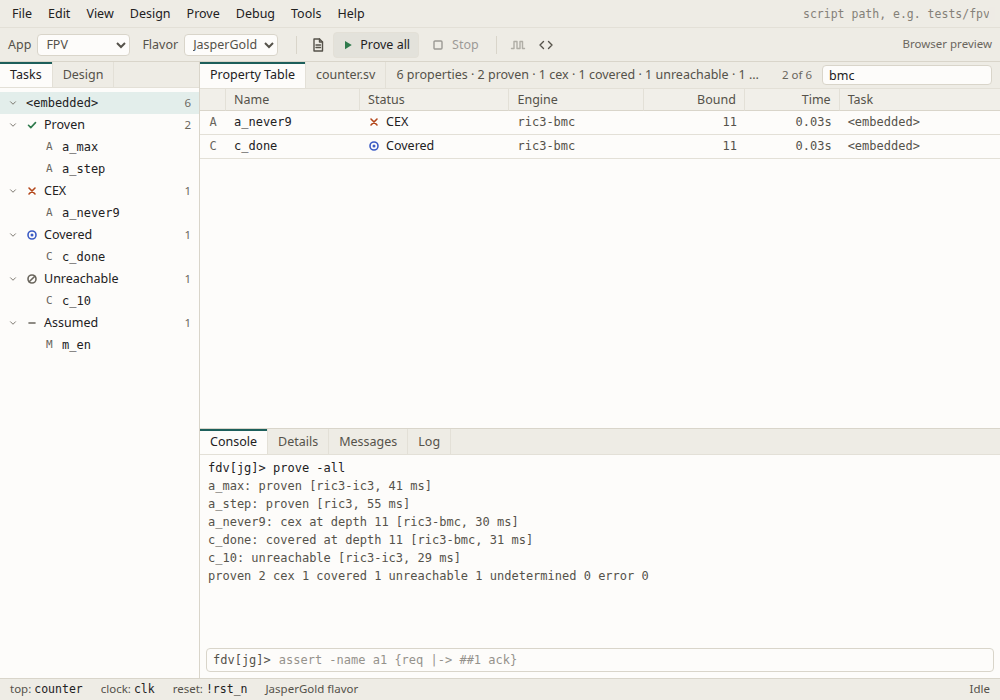 File Edit View Design Prove Debug Tools Help script path, e.g. tests/fpv
App FPV Flavor JasperGold Prove all Stop Browser preview
Tasks Design Property Table counter.sv 6 properties · 2 proven · 1 cex · 1 covered · 1 unreachable · 1 ... 2 of 6 bmc
<embedded> 6
Proven 2
A a_max
A a_step
CEX 1
A a_never9
Covered 1
C c_done
Unreachable 1
C c_10
Assumed 1
M m_en
Name Status Engine Bound Time Task
A a_never9 CEX ric3-bmc 11 0.03s <embedded>
C c_done Covered ric3-bmc 11 0.03s <embedded>
Console Details Messages Log
fdv[jg]> prove -all
a_max: proven [ric3-ic3, 41 ms]
a_step: proven [ric3, 55 ms]
a_never9: cex at depth 11 [ric3-bmc, 30 ms]
c_done: covered at depth 11 [ric3-bmc, 31 ms]
c_10: unreachable [ric3-ic3, 29 ms]
proven 2 cex 1 covered 1 unreachable 1 undetermined 0 error 0
fdv[jg]> assert -name a1 {req |-> ##1 ack}
top: counter clock: clk reset: !rst_n JasperGold flavor Idle